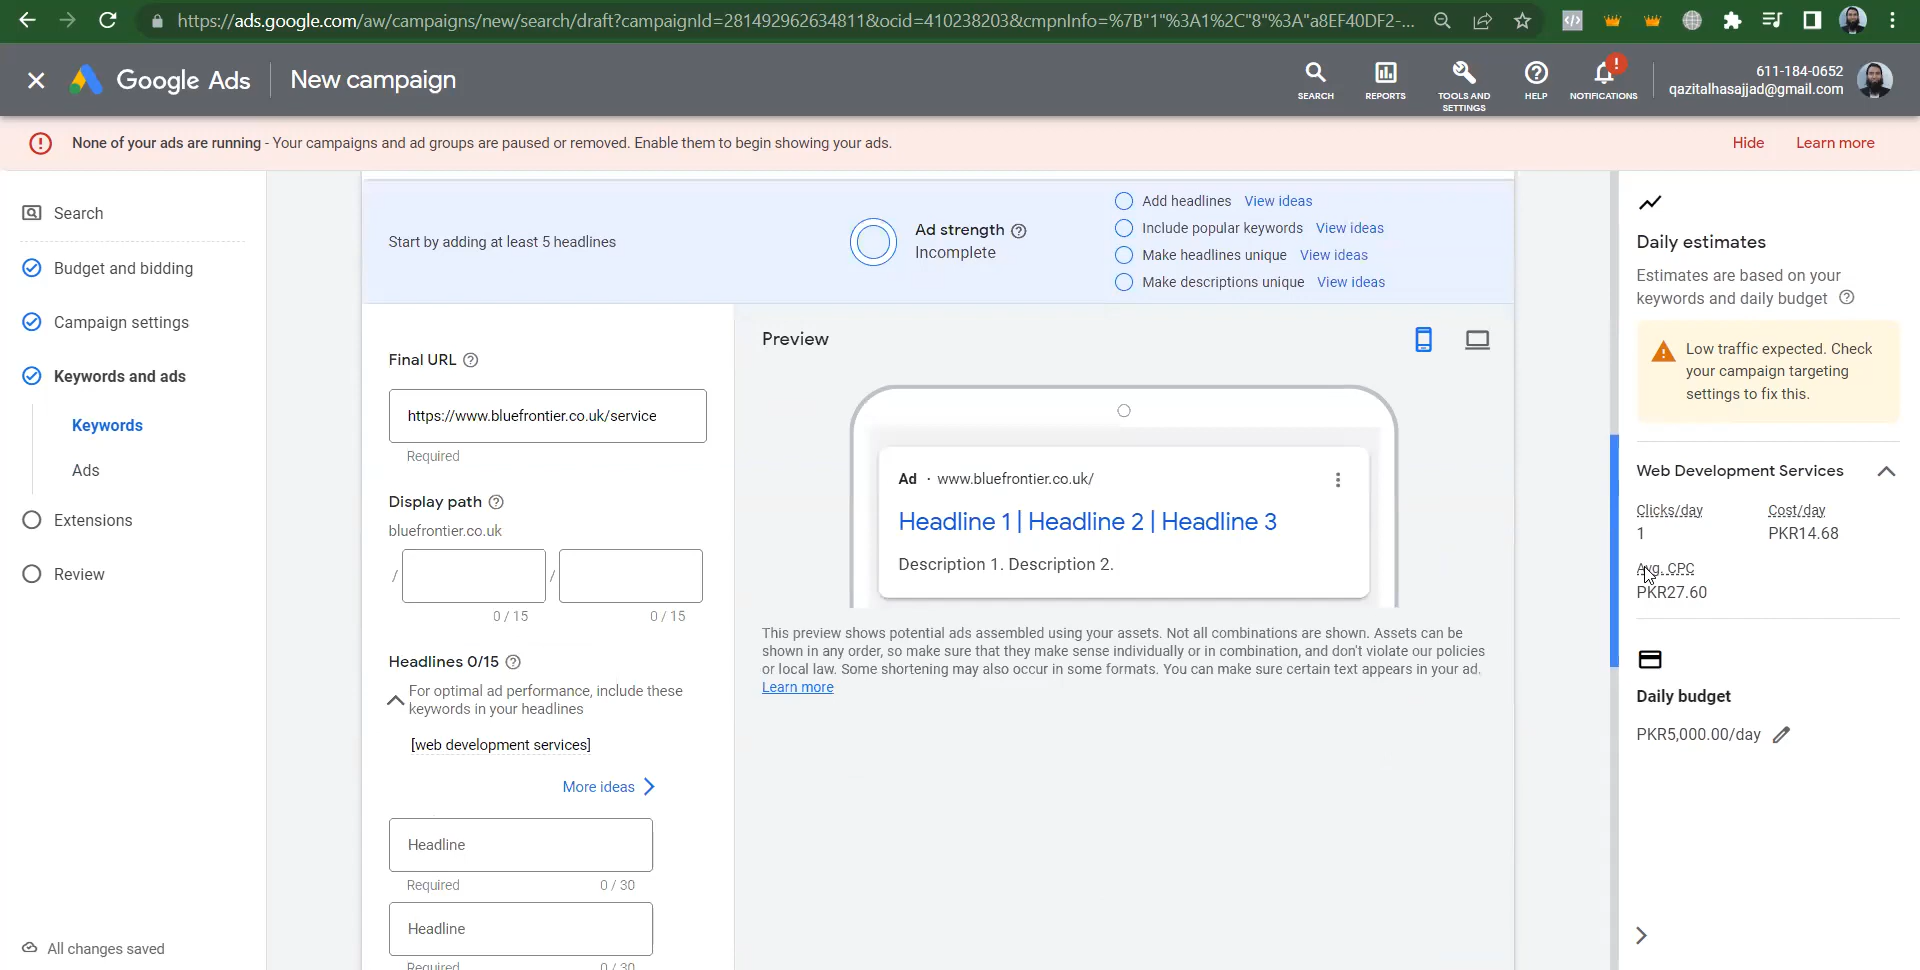 https://ads.google.com/aw/campaigns/new/search/draft?campaignId=281492962634811&ocid=410238203&cmpnInfo=%7B"1"%3A1%2C"8"%3A"a8EF40DF2-...
Google Ads
New campaign
SEARCH
REPORTS
TOOLS AND
SETTINGS
HELP
!
NOTIFICATIONS
611-184-0652
qazitalhasajjad@gmail.com
None of your ads are running - Your campaigns and ad groups are paused or removed. Enable them to begin showing your ads.
Hide
Learn more
Search
Budget and bidding
Campaign settings
Keywords and ads
Keywords
Ads
Extensions
Review
All changes saved
Start by adding at least 5 headlines
Ad strength
Incomplete
Add headlines View ideas
Include popular keywords View ideas
Make headlines unique View ideas
Make descriptions unique View ideas
Final URL
https://www.bluefrontier.co.uk/service
Required
Display path
bluefrontier.co.uk
/ /
0 / 15 0 / 15
Headlines 0/15
For optimal ad performance, include these
keywords in your headlines
[web development services]
More ideas
Headline
Required 0 / 30
Headline
Required 0 / 30
Preview
Ad · www.bluefrontier.co.uk/
Headline 1 | Headline 2 | Headline 3
Description 1. Description 2.
This preview shows potential ads assembled using your assets. Not all combinations are shown. Assets can be
shown in any order, so make sure that they make sense individually or in combination, and don't violate our policies
or local law. Some shortening may also occur in some formats. You can make sure certain text appears in your ad.
Learn more
Daily estimates
Estimates are based on your
keywords and daily budget
Low traffic expected. Check
your campaign targeting
settings to fix this.
Web Development Services
Clicks/day Cost/day
1 PKR14.68
Avg. CPC
PKR27.60
Daily budget
PKR5,000.00/day